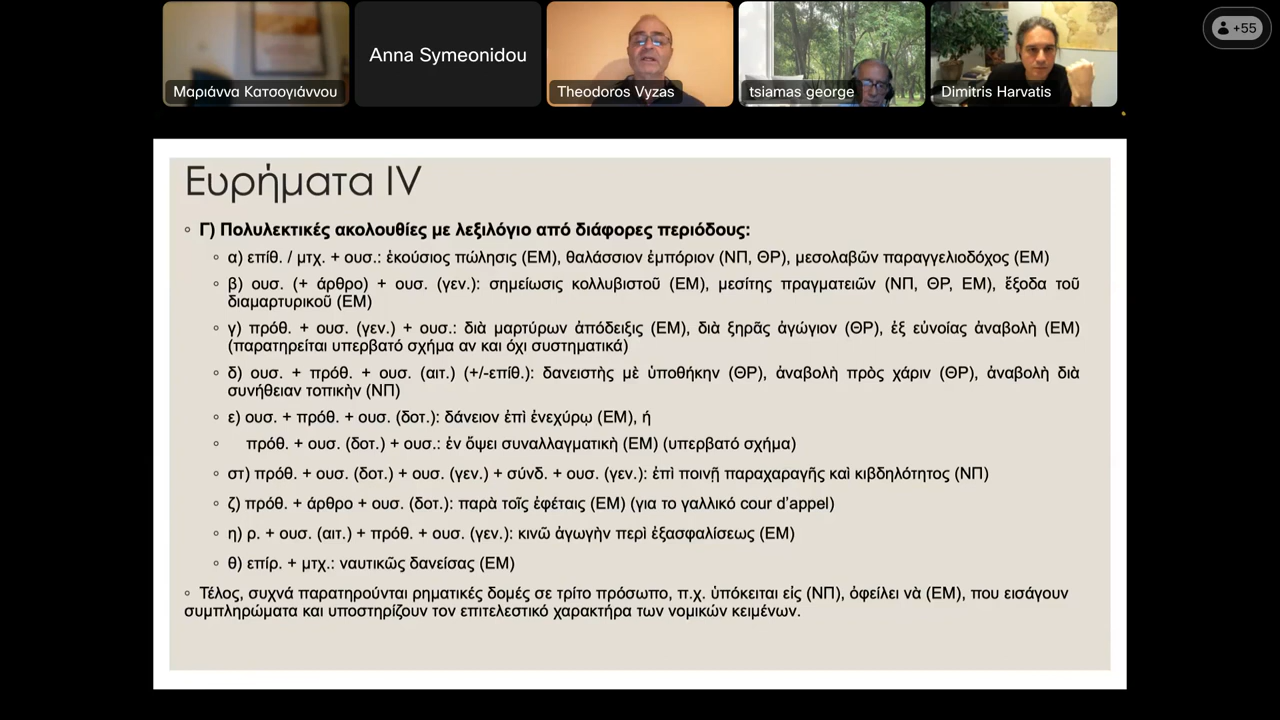 Μαριάννα Κατσογιάννου
Anna Symeonidou
Theodoros Vyzas
tsiamas george
Dimitris Harvatis
+55
Ευρήματα IV
◦ Γ) Πολυλεκτικές ακολουθίες με λεξιλόγιο από διάφορες περιόδους:
◦ α) επίθ. / μτχ. + ουσ.: ἑκούσιος πώλησις (ΕΜ), θαλάσσιον ἐμπόριον (ΝΠ, ΘΡ), μεσολαβῶν παραγγελιοδόχος (ΕΜ)
◦ β) ουσ. (+ άρθρο) + ουσ. (γεν.): σημείωσις κολλυβιστοῦ (ΕΜ), μεσίτης πραγματειῶν (ΝΠ, ΘΡ, ΕΜ), ἔξοδα τοῦ
διαμαρτυρικοῦ (ΕΜ)
◦ γ) πρόθ. + ουσ. (γεν.) + ουσ.: διὰ μαρτύρων ἀπόδειξις (ΕΜ), διὰ ξηρᾶς ἀγώγιον (ΘΡ), ἐξ εὐνοίας ἀναβολὴ (ΕΜ)
(παρατηρείται υπερβατό σχήμα αν και όχι συστηματικά)
◦ δ) ουσ. + πρόθ. + ουσ. (αιτ.) (+/-επίθ.): δανειστὴς μὲ ὑποθήκην (ΘΡ), ἀναβολὴ πρὸς χάριν (ΘΡ), ἀναβολὴ διὰ
συνήθειαν τοπικὴν (ΝΠ)
◦ ε) ουσ. + πρόθ. + ουσ. (δοτ.): δάνειον ἐπὶ ἐνεχύρῳ (ΕΜ), ή
◦ πρόθ. + ουσ. (δοτ.) + ουσ.: ἐν ὄψει συναλλαγματικὴ (ΕΜ) (υπερβατό σχήμα)
◦ στ) πρόθ. + ουσ. (δοτ.) + ουσ. (γεν.) + σύνδ. + ουσ. (γεν.): ἐπὶ ποινῇ παραχαραγῆς καὶ κιβδηλότητος (ΝΠ)
◦ ζ) πρόθ. + άρθρο + ουσ. (δοτ.): παρὰ τοῖς ἐφέταις (ΕΜ) (για το γαλλικό cour d’appel)
◦ η) ρ. + ουσ. (αιτ.) + πρόθ. + ουσ. (γεν.): κινῶ ἀγωγὴν περὶ ἐξασφαλίσεως (ΕΜ)
◦ θ) επίρ. + μτχ.: ναυτικῶς δανείσας (ΕΜ)
◦ Τέλος, συχνά παρατηρούνται ρηματικές δομές σε τρίτο πρόσωπο, π.χ. ὑπόκειται εἰς (ΝΠ), ὀφείλει νὰ (ΕΜ), που εισάγουν
συμπληρώματα και υποστηρίζουν τον επιτελεστικό χαρακτήρα των νομικών κειμένων.